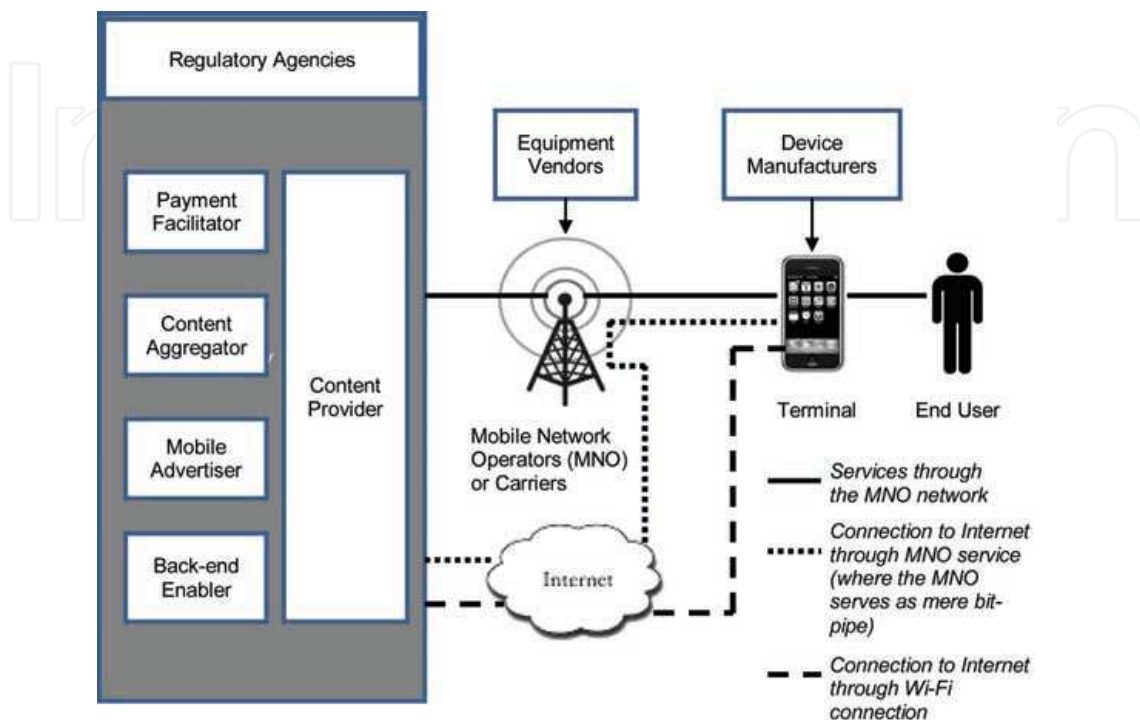 Regulatory Agencies
Equipment
Vendors
Device
Manufacturers
Payment
Facilitator
Content
Aggregator
Content
Provider
Mobile
Advertiser
Back-end
Enabler
Mobile Network
Operators (MNO)
or Carriers
Internet
Terminal
End User
Services through
the MNO network
Connection to Internet
through MNO service
(where the MNO
serves as mere bit-
pipe)
Connection to Internet
through Wi-Fi
connection